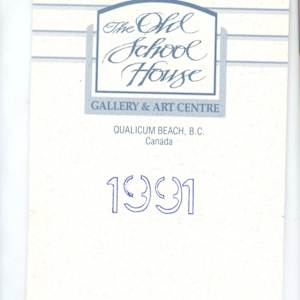 The Old
School
House
GALLERY & ART CENTRE
QUALICUM BEACH, B.C.
Canada
1991